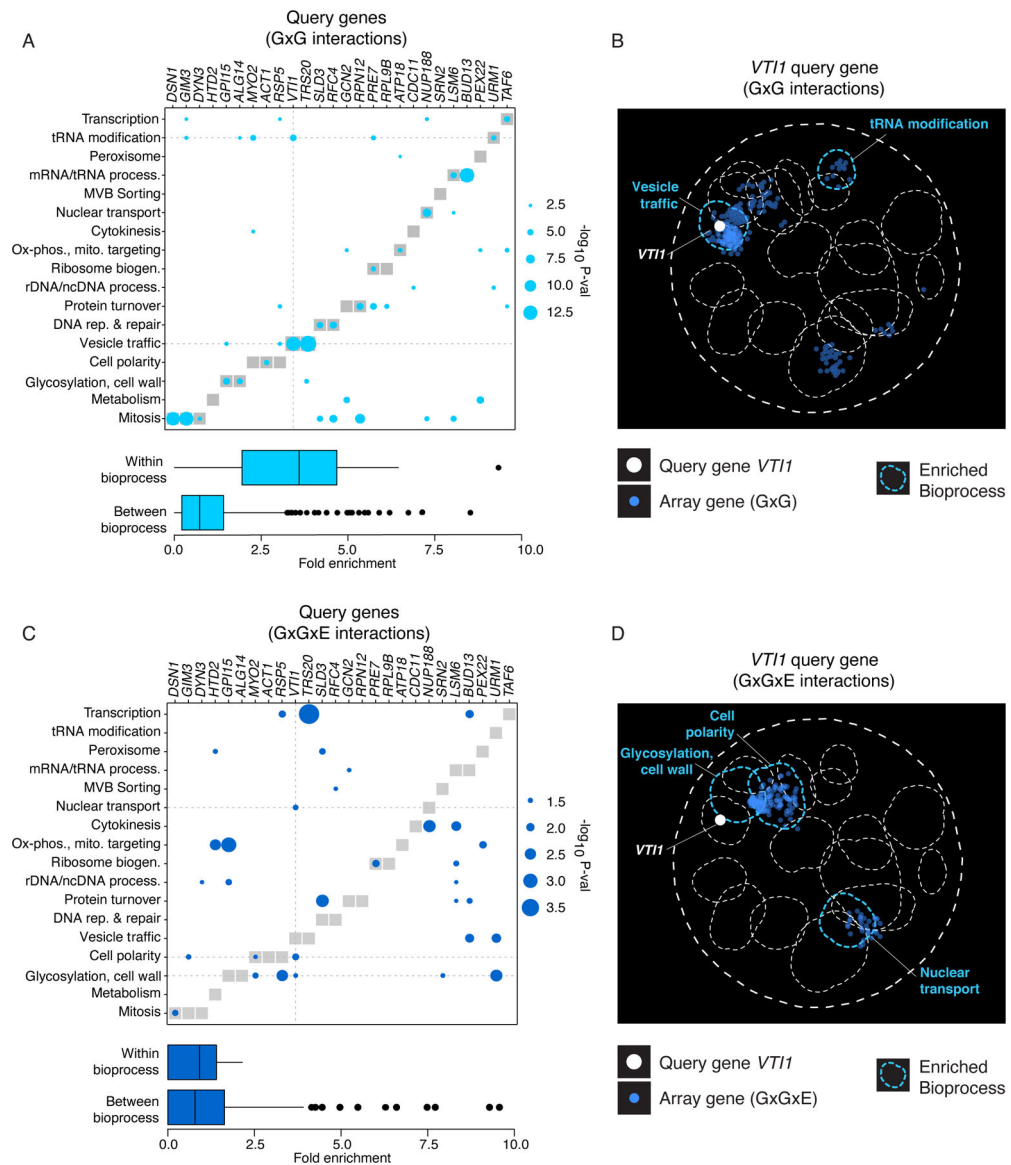 A
Query genes
(GxG interactions)
DSN1
GIM3
DYN3
HTD2
GPI15
ALG14
MYO2
ACT1
RSP5
VTI1
TRS20
SLD3
RFC4
GCN2
RPN12
PRE7
RPL9B
ATP18
CDC11
NUP188
SRN2
LSM6
BUD13
PEX22
URM1
TAF6
Transcription
tRNA modification
Peroxisome
mRNA/tRNA process.
MVB Sorting
Nuclear transport
Cytokinesis
Ox-phos., mito. targeting
Ribosome biogen.
rDNA/ncDNA process.
Protein turnover
DNA rep. & repair
Vesicle traffic
Cell polarity
Glycosylation, cell wall
Metabolism
Mitosis
2.5
5.0
7.5
10.0
12.5
-log10 P-val
Within
bioprocess
Between
bioprocess
0.0
2.5
5.0
7.5
10.0
Fold enrichment
B
VTI1 query gene
(GxG interactions)
tRNA modification
Vesicle
traffic
VTI1
Query gene VTI1
Array gene (GxG)
Enriched
Bioprocess
C
Query genes
(GxGxE interactions)
DSN1
GIM3
DYN3
HTD2
GPI15
ALG14
MYO2
ACT1
RSP5
VTI1
TRS20
SLD3
RFC4
GCN2
RPN12
PRE7
RPL9B
ATP18
CDC11
NUP188
SRN2
LSM6
BUD13
PEX22
URM1
TAF6
Transcription
tRNA modification
Peroxisome
mRNA/tRNA process.
MVB Sorting
Nuclear transport
Cytokinesis
Ox-phos., mito. targeting
Ribosome biogen.
rDNA/ncDNA process.
Protein turnover
DNA rep. & repair
Vesicle traffic
Cell polarity
Glycosylation, cell wall
Metabolism
Mitosis
1.5
2.0
2.5
3.0
3.5
-log10 P-val
Within
bioprocess
Between
bioprocess
0.0
2.5
5.0
7.5
10.0
Fold enrichment
D
VTI1 query gene
(GxGxE interactions)
Cell
polarity
Glycosylation,
cell wall
VTI1
Nuclear
transport
Query gene VTI1
Array gene (GxGxE)
Enriched
Bioprocess